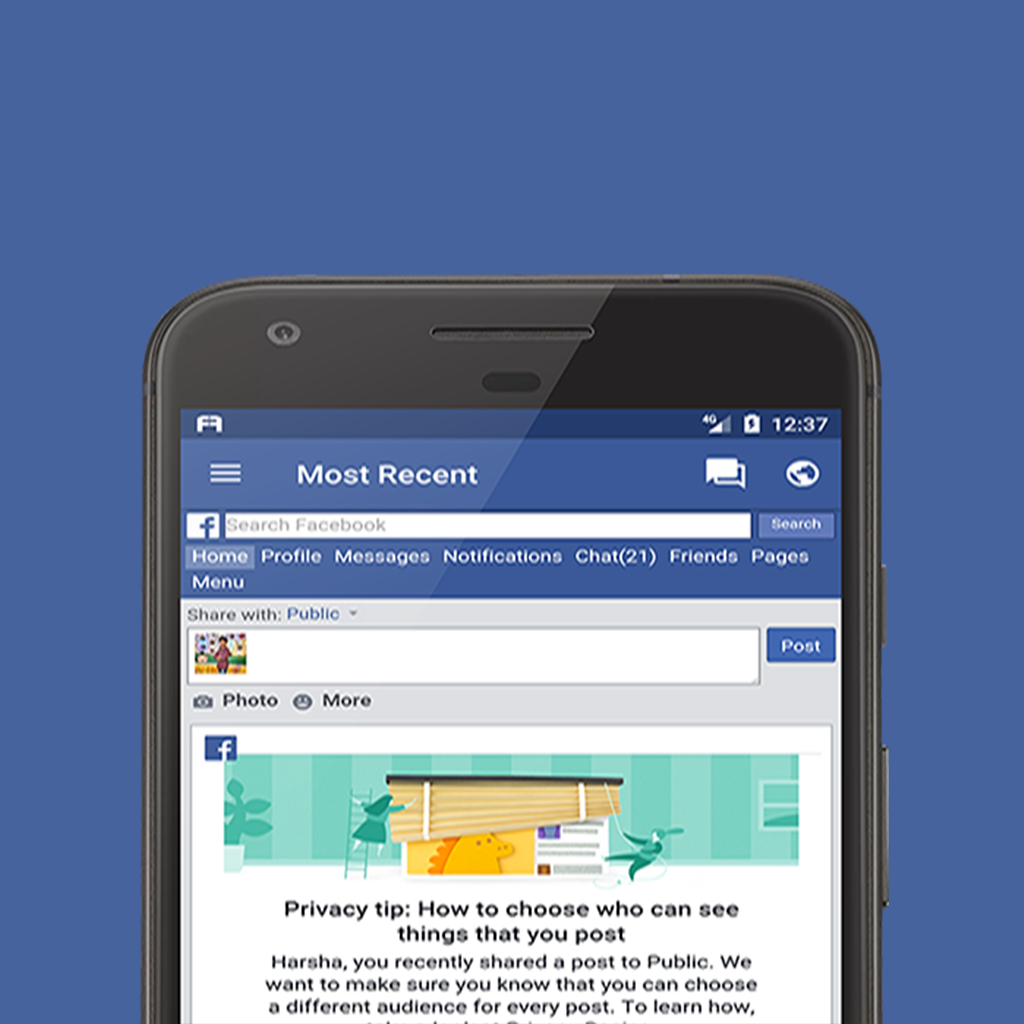 4G 12:37
Most Recent
f Search Facebook Search
Home Profile Messages Notifications Chat(21) Friends Pages
Menu
Share with: Public
Post
Photo More
f
Privacy tip: How to choose who can see
things that you post
Harsha, you recently shared a post to Public. We
want to make sure you know that you can choose
a different audience for every post. To learn how,